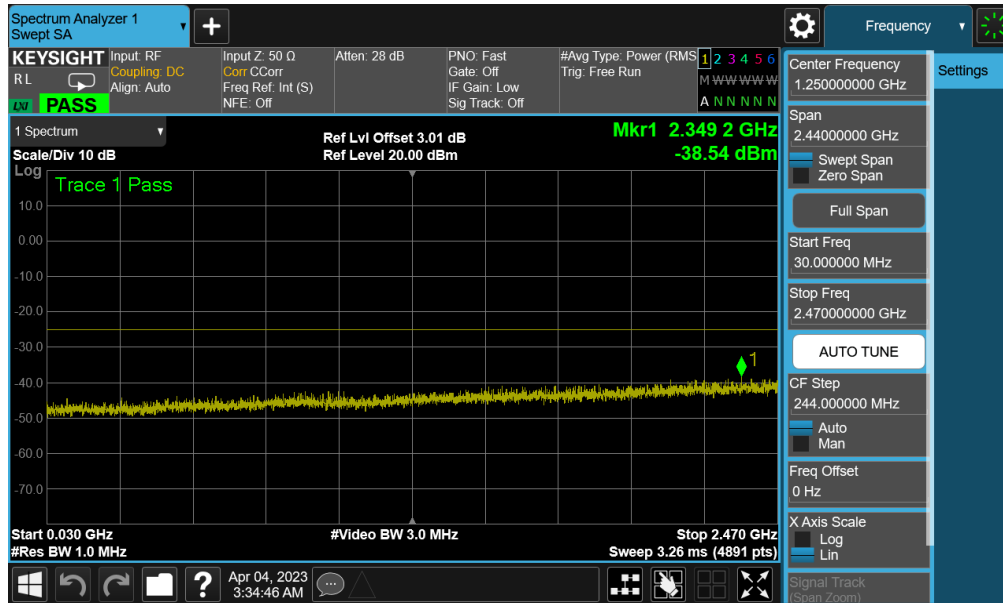 Spectrum Analyzer 1
Swept SA
+
Frequency
KEYSIGHT
R L
LXI
PASS
Input: RF
Coupling: DC
Align: Auto
Input Z: 50 Ω
Corr CCorr
Freq Ref: Int (S)
NFE: Off
Atten: 28 dB
PNO: Fast
Gate: Off
IF Gain: Low
Sig Track: Off
#Avg Type: Power (RMS
Trig: Free Run
1 2 3 4 5 6
M W W W W W
A N N N N N
1 Spectrum
Scale/Div 10 dB
Ref Lvl Offset 3.01 dB
Ref Level 20.00 dBm
Mkr1 2.349 2 GHz
-38.54 dBm
Log
Trace 1 Pass
10.0
0.00
-10.0
-20.0
-30.0
-40.0
-50.0
-60.0
-70.0
1
Start 0.030 GHz
#Res BW 1.0 MHz
#Video BW 3.0 MHz
Stop 2.470 GHz
Sweep 3.26 ms (4891 pts)
Center Frequency
1.250000000 GHz
Span
2.44000000 GHz
Swept Span
Zero Span
Full Span
Start Freq
30.000000 MHz
Stop Freq
2.470000000 GHz
AUTO TUNE
CF Step
244.000000 MHz
Auto
Man
Freq Offset
0 Hz
X Axis Scale
Log
Lin
Signal Track
(Span Zoom)
Settings
?
Apr 04, 2023
3:34:46 AM